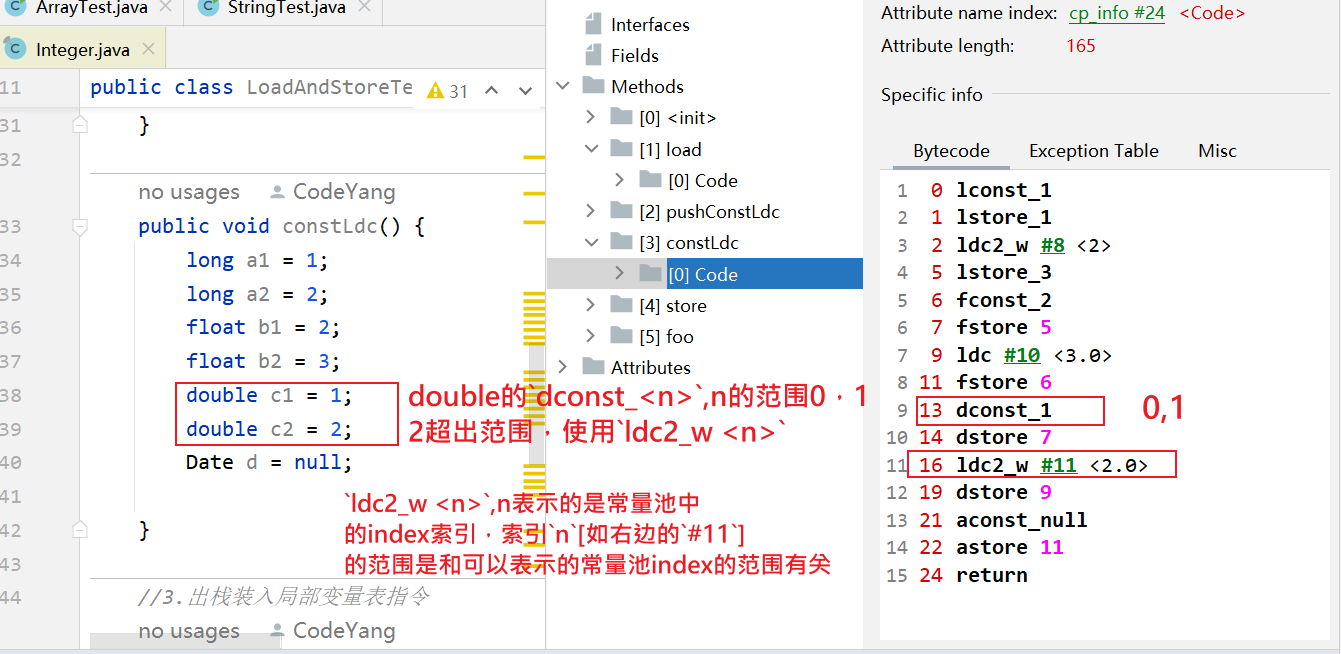 ArrayTest.java
StringTest.java
Integer.java
11 public class LoadAndStoreTe 31
31 }
32
no usages CodeYang
33 public void constLdc() {
34 long a1 = 1;
35 long a2 = 2;
36 float b1 = 2;
37 float b2 = 3;
38 double c1 = 1;
39 double c2 = 2;
40 Date d = null;
41
42 }
43
44 //3.出栈装入局部变量表指令
no usages CodeYang
double的`dconst_<n>`,n的范围0，1
2超出范围，使用`ldc2_w <n>`
`ldc2_w <n>`,n表示的是常量池中
的index索引，索引`n`[如右边的`#11`]
的范围是和可以表示的常量池index的范围有关
Interfaces
Fields
Methods
[0] <init>
[1] load
[0] Code
[2] pushConstLdc
[3] constLdc
[0] Code
[4] store
[5] foo
Attributes
Attribute name index: cp_info #24 <Code>
Attribute length: 165
Specific info
Bytecode Exception Table Misc
1 0 lconst_1
2 1 lstore_1
3 2 ldc2_w #8 <2>
4 5 lstore_3
5 6 fconst_2
6 7 fstore 5
7 9 ldc #10 <3.0>
8 11 fstore 6
9 13 dconst_1
0,1
10 14 dstore 7
11 16 ldc2_w #11 <2.0>
12 19 dstore 9
13 21 aconst_null
14 22 astore 11
15 24 return